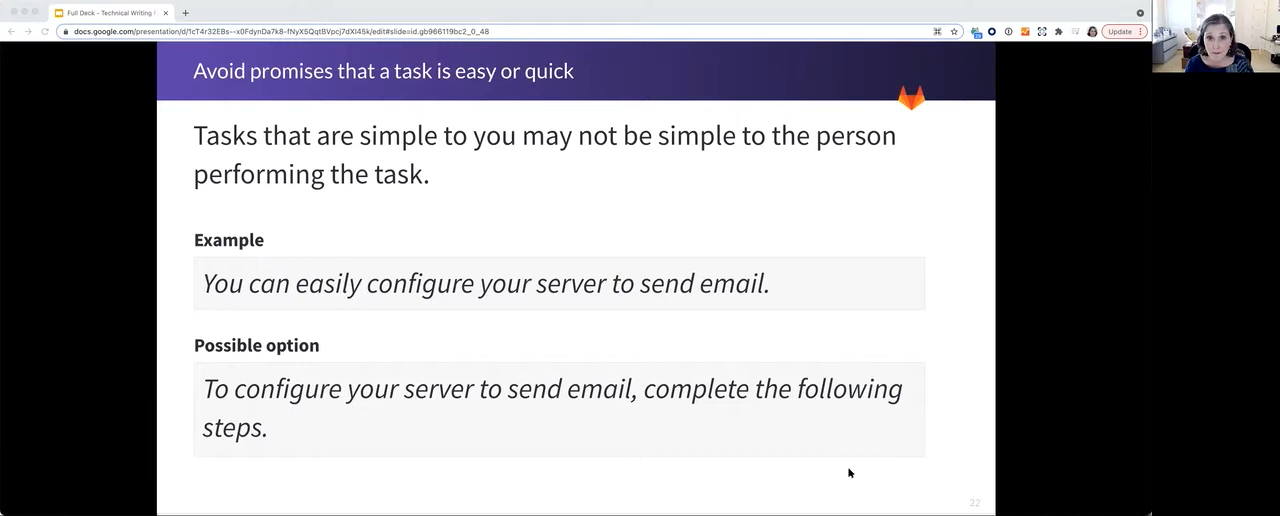 Full Deck - Technical Writing
docs.google.com/presentation/d/1cT4r32EBs--x0FdynDa7k8-fNyX5QqtBVpcj7dXl45k/edit#slide=id.gb966119bc2_0_48
Update
Avoid promises that a task is easy or quick
Tasks that are simple to you may not be simple to the person
performing the task.
Example
You can easily configure your server to send email.
Possible option
To configure your server to send email, complete the following
steps.
22